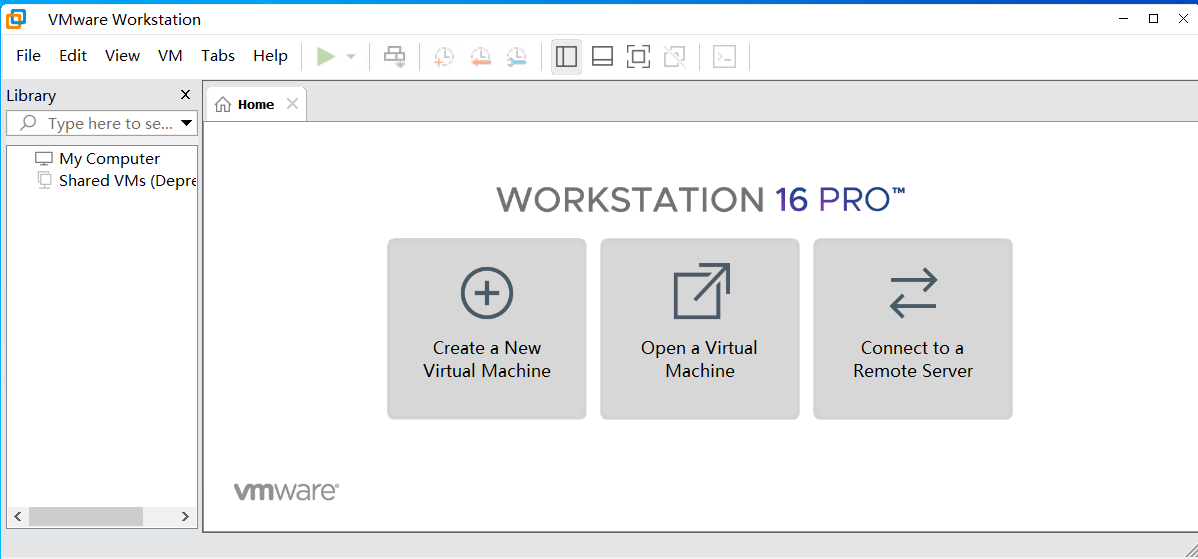 VMware Workstation
File Edit View VM Tabs Help
Library
Home
Type here to se...
My Computer
Shared VMs (Depre
WORKSTATION 16 PRO™
Create a New
Virtual Machine
Open a Virtual
Machine
Connect to a
Remote Server
vmware®